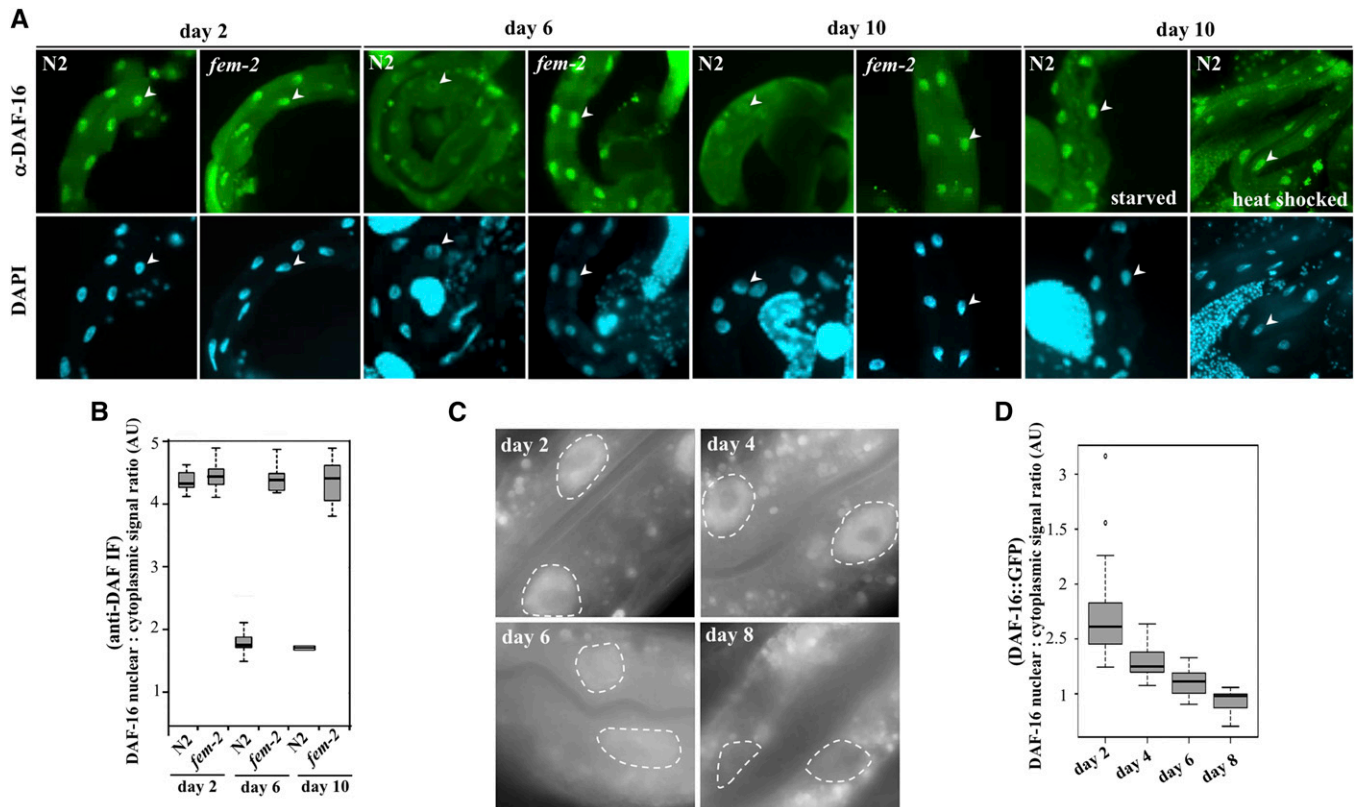 A
day 2 day 6 day 10 day 10
N2 fem-2 N2 fem-2 N2 fem-2 N2 N2
α-DAF-16
starved heat shocked
DAPI
B
(anti-DAF IF)
DAF-16 nuclear : cytoplasmic signal ratio (AU)
5
4
3
2
1
N2 fem-2 N2 fem-2 N2 fem-2
day 2 day 6 day 10
C
day 2 day 4
day 6 day 8
D
(DAF-16::GFP)
DAF-16 nuclear : cytoplasmic signal ratio (AU)
3
1.5
2
2.5
1
day 2 day 4 day 6 day 8